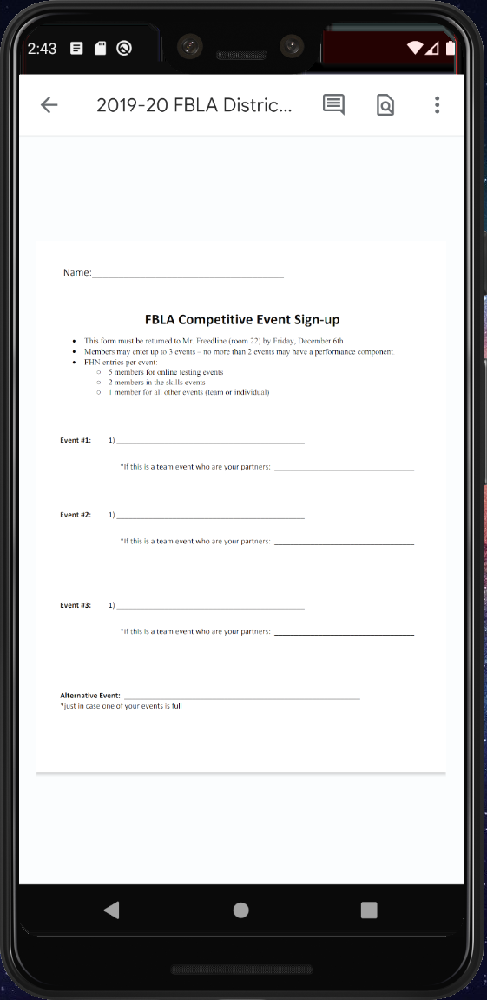 2:43
2019-20 FBLA Distric...
Name:
FBLA Competitive Event Sign-up
• This form must be returned to Mr. Freedline (room 22) by Friday, December 6th
• Members may enter up to 3 events – no more than 2 events may have a performance component
• FHN entries per event:
○ 5 members for online testing events
○ 2 members in the skills events
○ 1 member for all other events (team or individual)
Event #1: 1)
*If this is a team event who are your partners:
Event #2: 1)
*If this is a team event who are your partners:
Event #3: 1)
*If this is a team event who are your partners:
Alternative Event:
*just in case one of your events is full